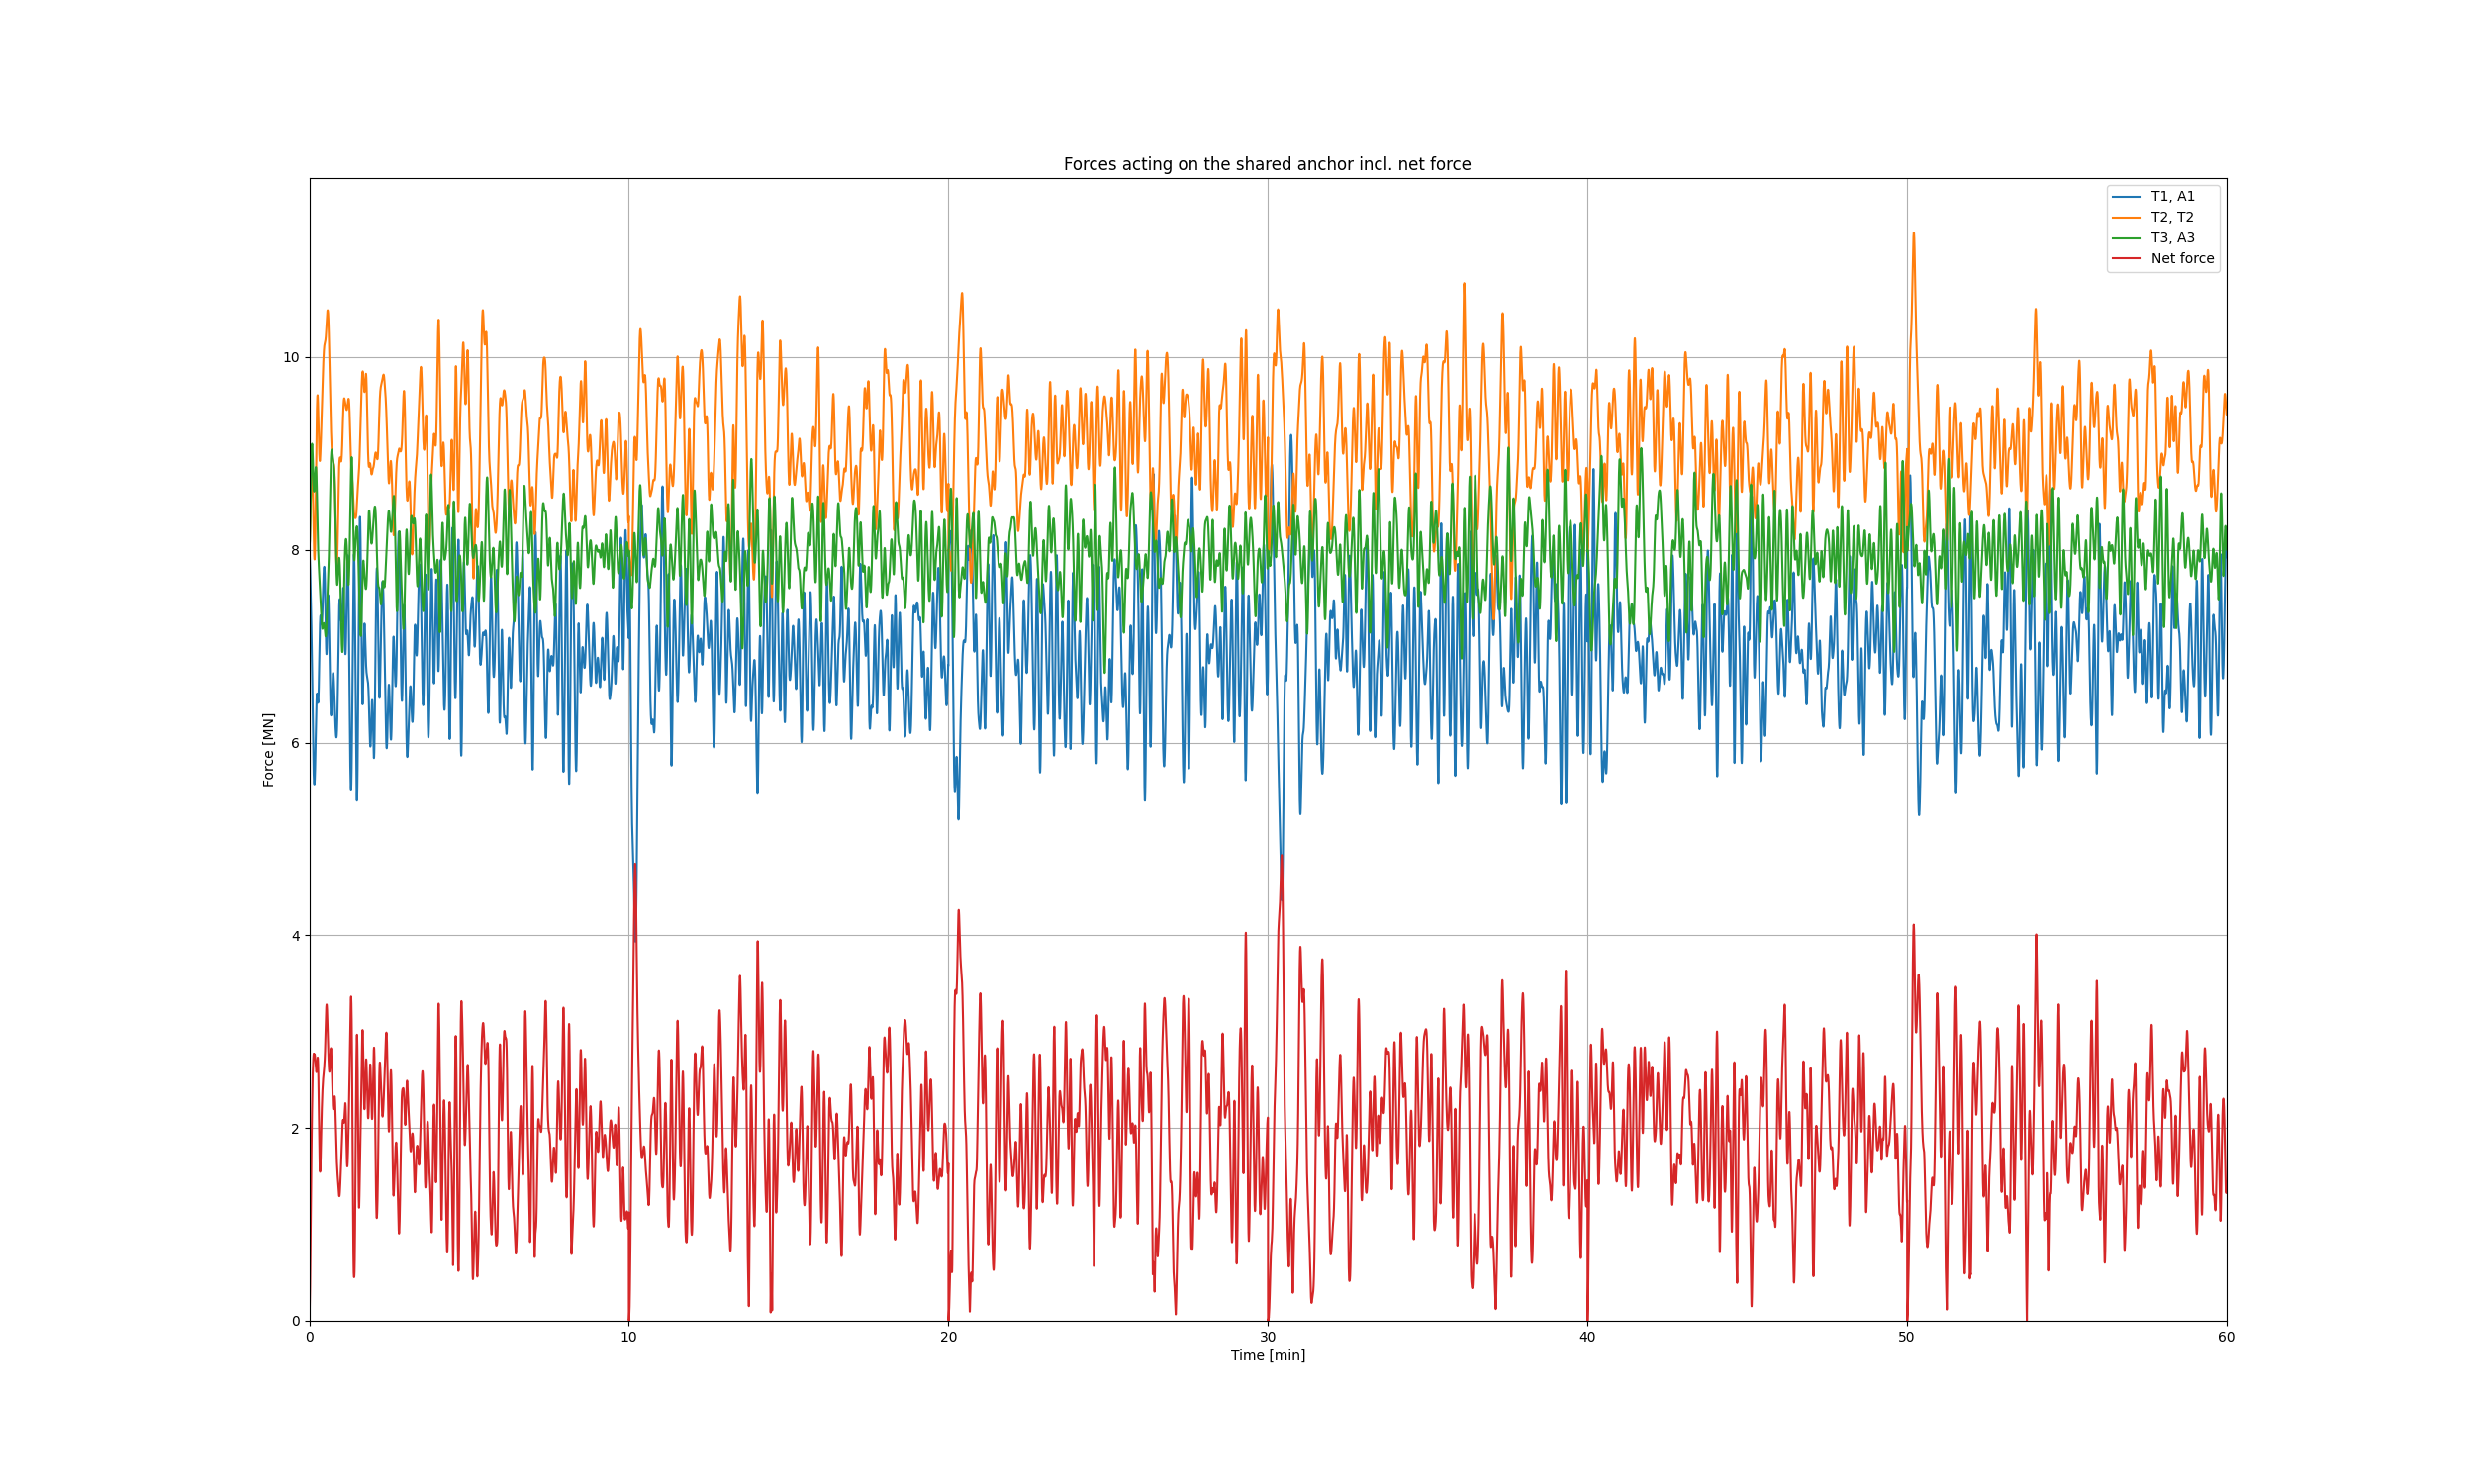 Forces acting on the shared anchor incl. net force
T1, A1
T2, T2
T3, A3
Net force
Force [MN]
10
8
6
4
2
0
0 10 20 30 40 50 60
Time [min]